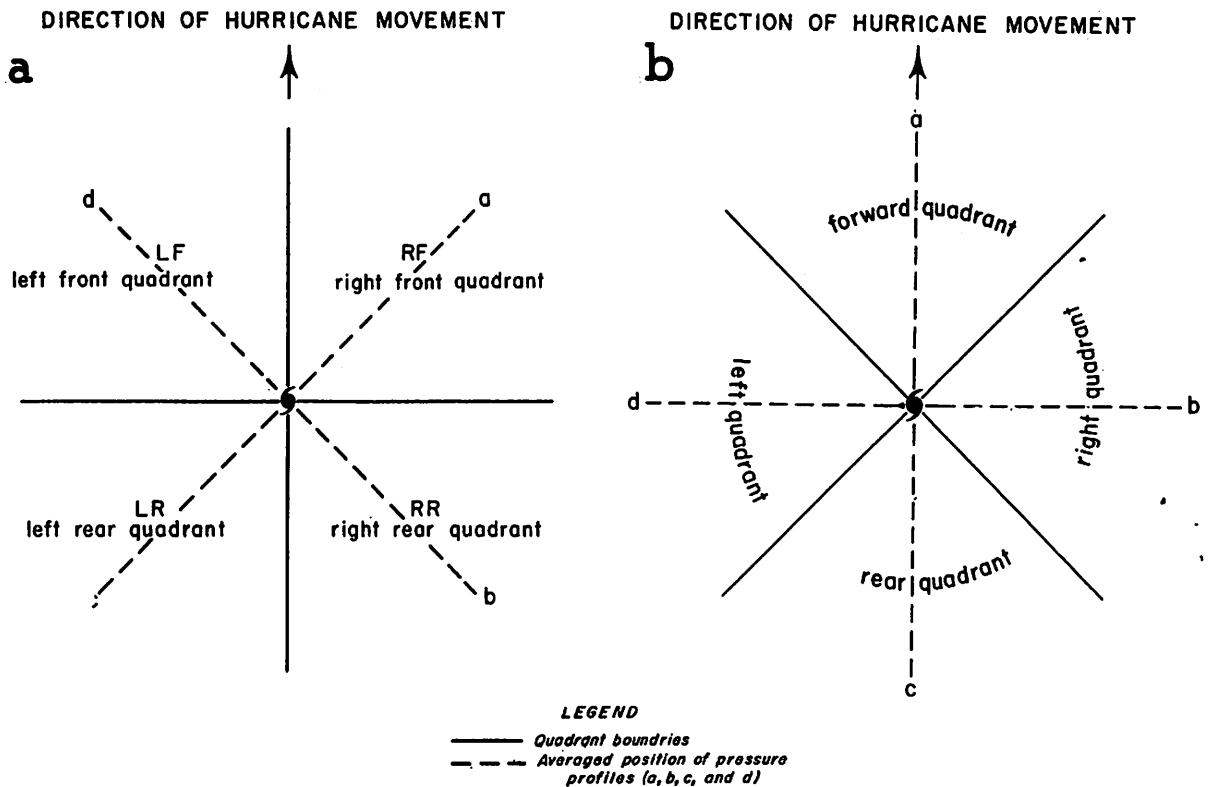 DIRECTION OF HURRICANE MOVEMENT
a
d
a
LF
left front quadrant
RF
right front quadrant
LR
left rear quadrant
RR
right rear quadrant
b
DIRECTION OF HURRICANE MOVEMENT
b
a
forward quadrant
left quadrant
right quadrant
d
b
rear quadrant
c
LEGEND
Quadrant boundries
Averaged position of pressure
profiles (a, b, c, and d)